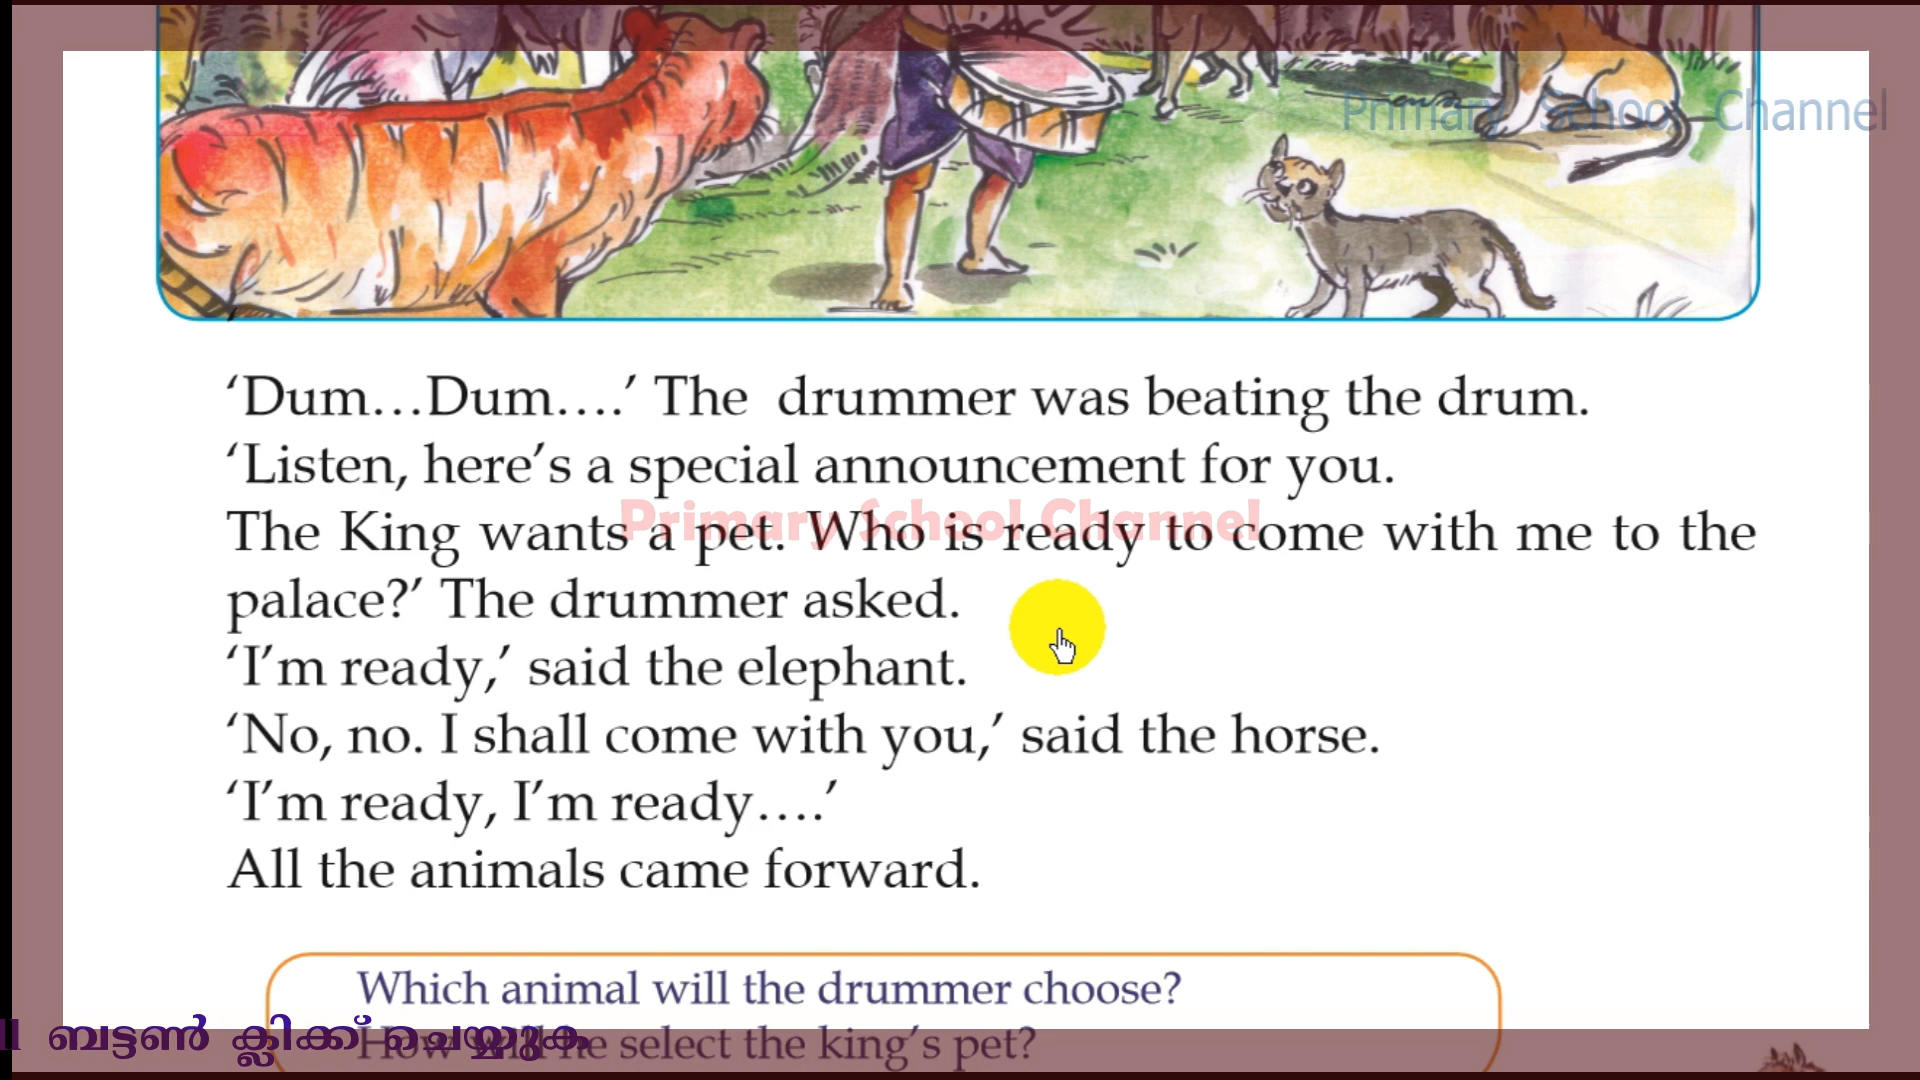 Primary School Channel
‘Dum…Dum….’ The drummer was beating the drum.
‘Listen, here’s a special announcement for you.
Primary School Channel
The King wants a pet. Who is ready to come with me to the
palace?’ The drummer asked.
‘I’m ready,’ said the elephant.
‘No, no. I shall come with you,’ said the horse.
‘I’m ready, I’m ready….’
All the animals came forward.
Which animal will the drummer choose?
How will he select the king’s pet?
ബട്ടൺ ക്ലിക്ക് ചെയ്യുക